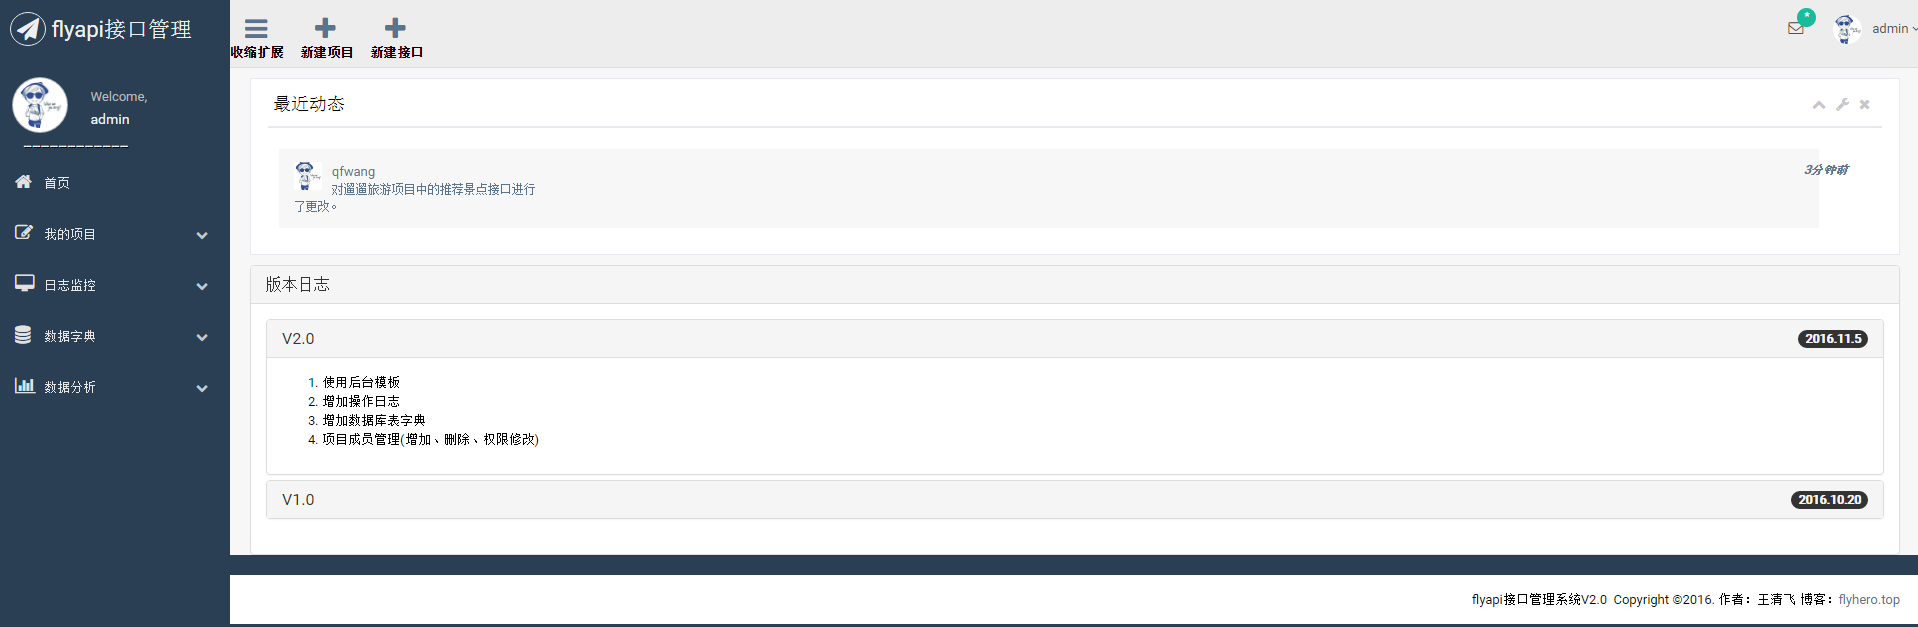 flyapi接口管理
收缩扩展
新建项目
新建接口
*
admin
Welcome,
admin
首页
我的项目
日志监控
数据字典
数据分析
最近动态
qfwang
3分钟前
对遛遛旅游项目中的推荐景点接口进行
了更改。
版本日志
V2.0
2016.11.5
1. 使用后台模板
2. 增加操作日志
3. 增加数据库表字典
4. 项目成员管理(增加、删除、权限修改)
V1.0
2016.10.20
flyapi接口管理系统V2.0 Copyright ©2016. 作者：王清飞 博客：flyhero.top